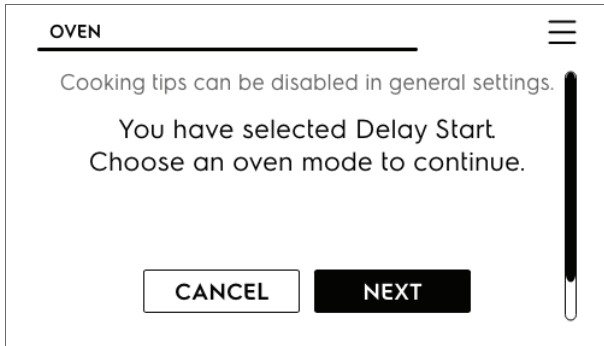 OVEN
Cooking tips can be disabled in general settings.
You have selected Delay Start.
Choose an oven mode to continue.
CANCEL
NEXT